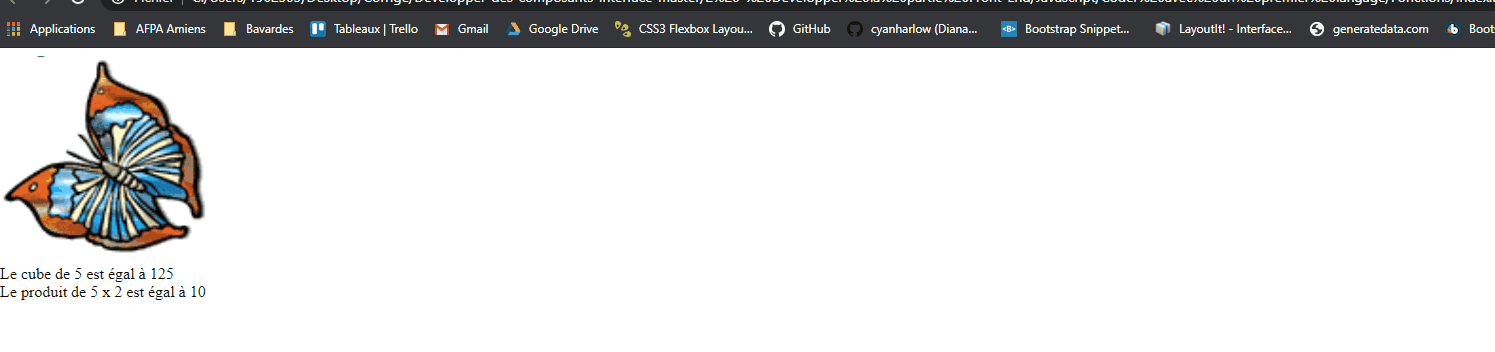 Applications AFPA Amiens Bavardes Tableaux | Trello Gmail Google Drive CSS3 Flexbox Layou... GitHub cyanharlow (Diana... Bootstrap Snippet... LayoutIt! - Interface... generatedata.com
Le cube de 5 est égal à 125
Le produit de 5 x 2 est égal à 10